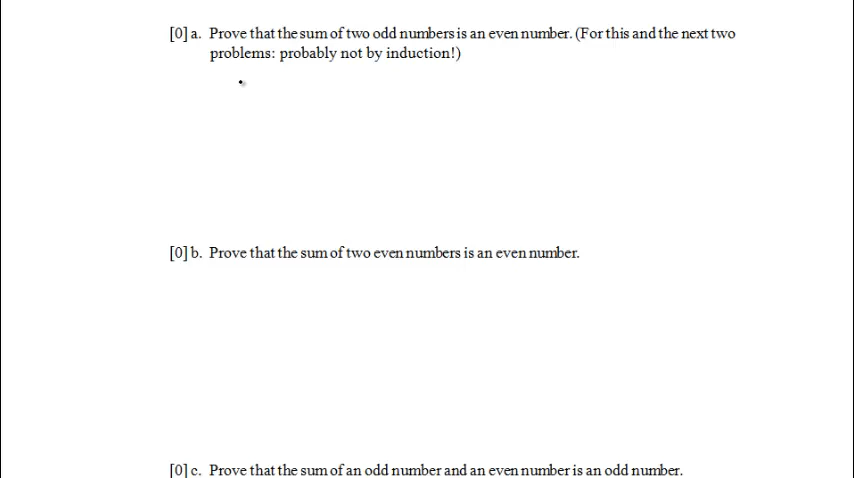 [0] a. Prove that the sum of two odd numbers is an even number. (For this and the next two
problems: probably not by induction!)
[0] b. Prove that the sum of two even numbers is an even number.
[0] c. Prove that the sum of an odd number and an even number is an odd number.